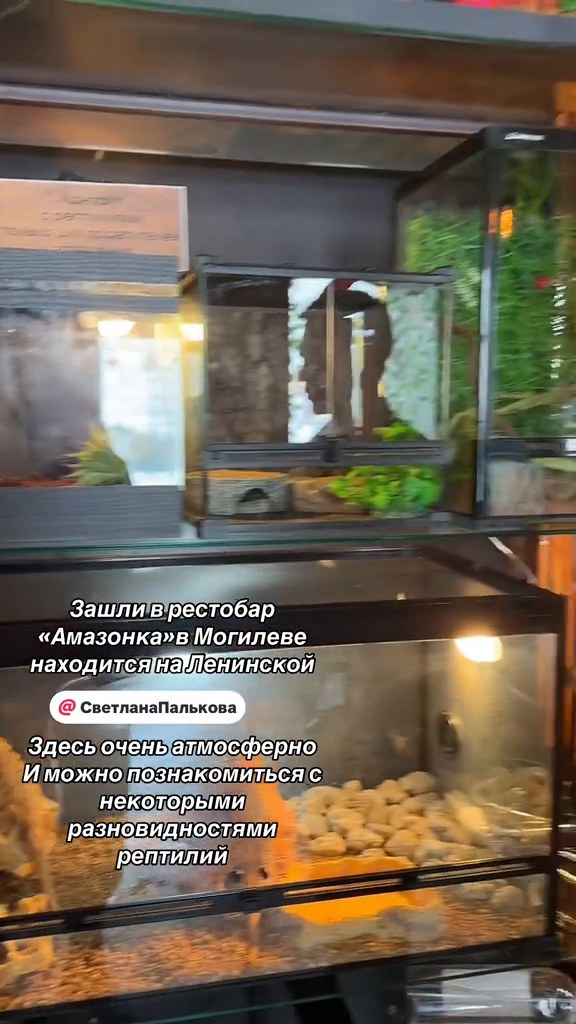 Зашли в рестобар
«Амазонка»в Могилеве
находится на Ленинской
@ СветланаПалькова
Здесь очень атмосферно
И можно познакомиться с
некоторыми
разновидностями
рептилий